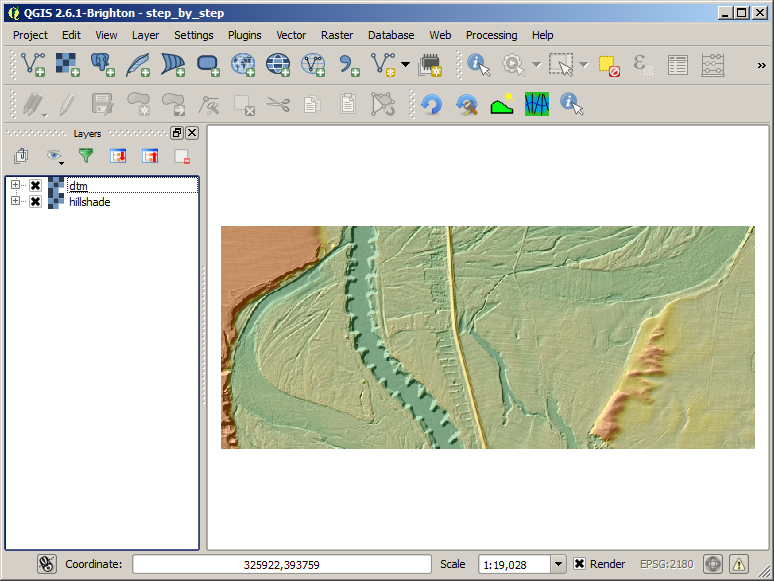 QGIS 2.6.1-Brighton - step_by_step
Project Edit View Layer Settings Plugins Vector Raster Database Web Processing Help
»
Layers
dtm
hillshade
Coordinate: 325922,393759 Scale 1:19,028 Render EPSG:2180